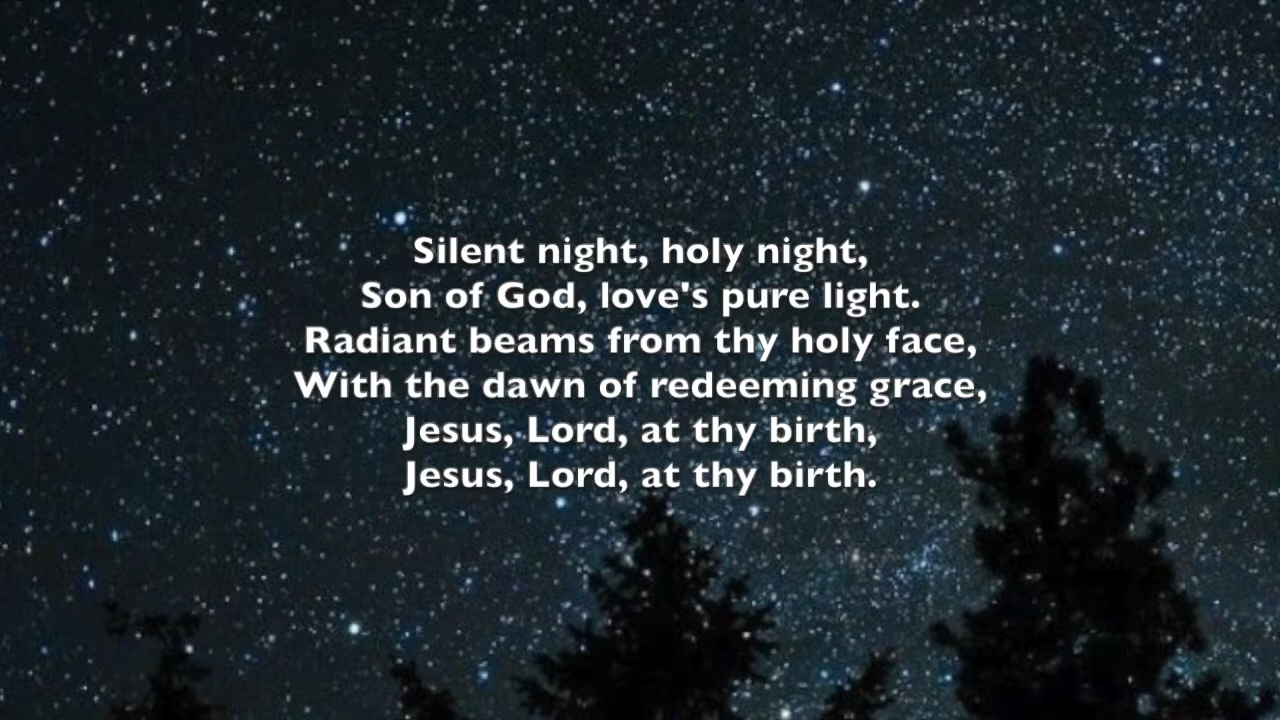 Silent night, holy night,
Son of God, love's pure light.
Radiant beams from thy holy face,
With the dawn of redeeming grace,
Jesus, Lord, at thy birth,
Jesus, Lord, at thy birth.